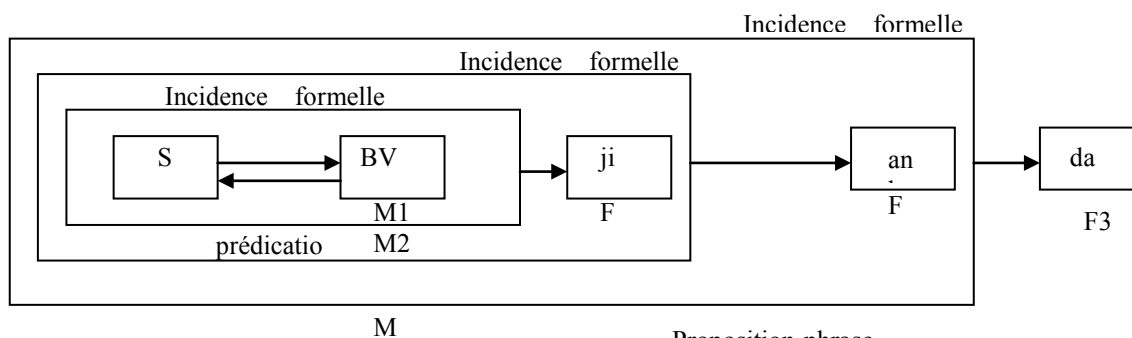 Incidence formelle
Incidence formelle
Incidence formelle
S BV ji an da
M1 F F F3
prédicatio M2
M